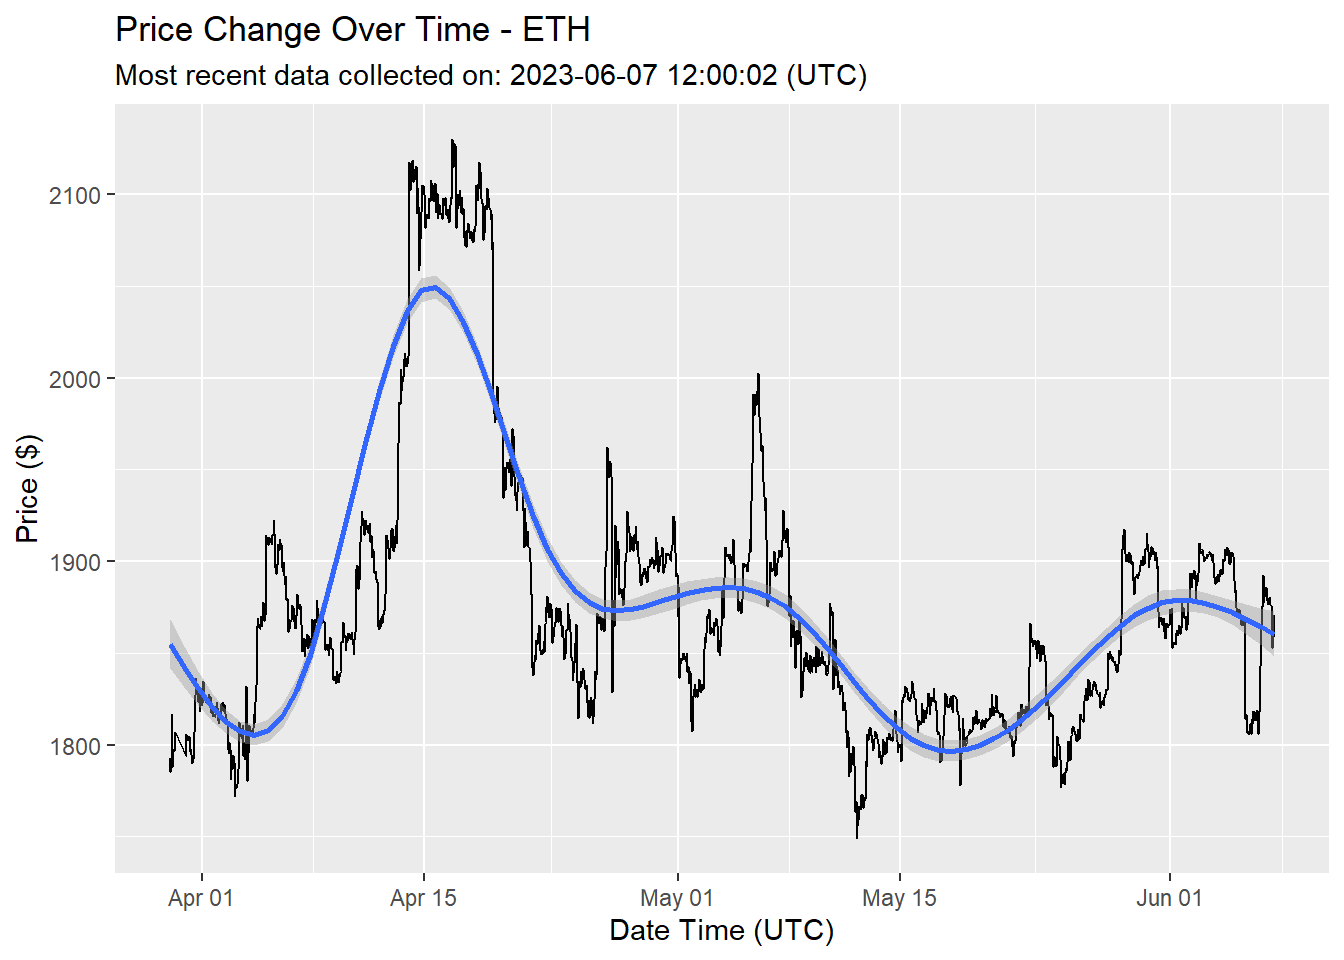 Price Change Over Time - ETH
Most recent data collected on: 2023-06-07 12:00:02 (UTC)
Price ($)
2100
2000
1900
1800
Apr 01
Apr 15
May 01
May 15
Jun 01
Date Time (UTC)